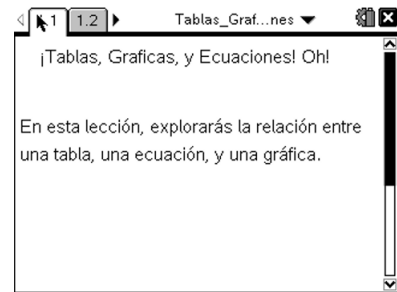 1 1.2 Tablas_Graf...nes
¡Tablas, Graficas, y Ecuaciones! Oh!
En esta lección, explorarás la relación entre
una tabla, una ecuación, y una gráfica.